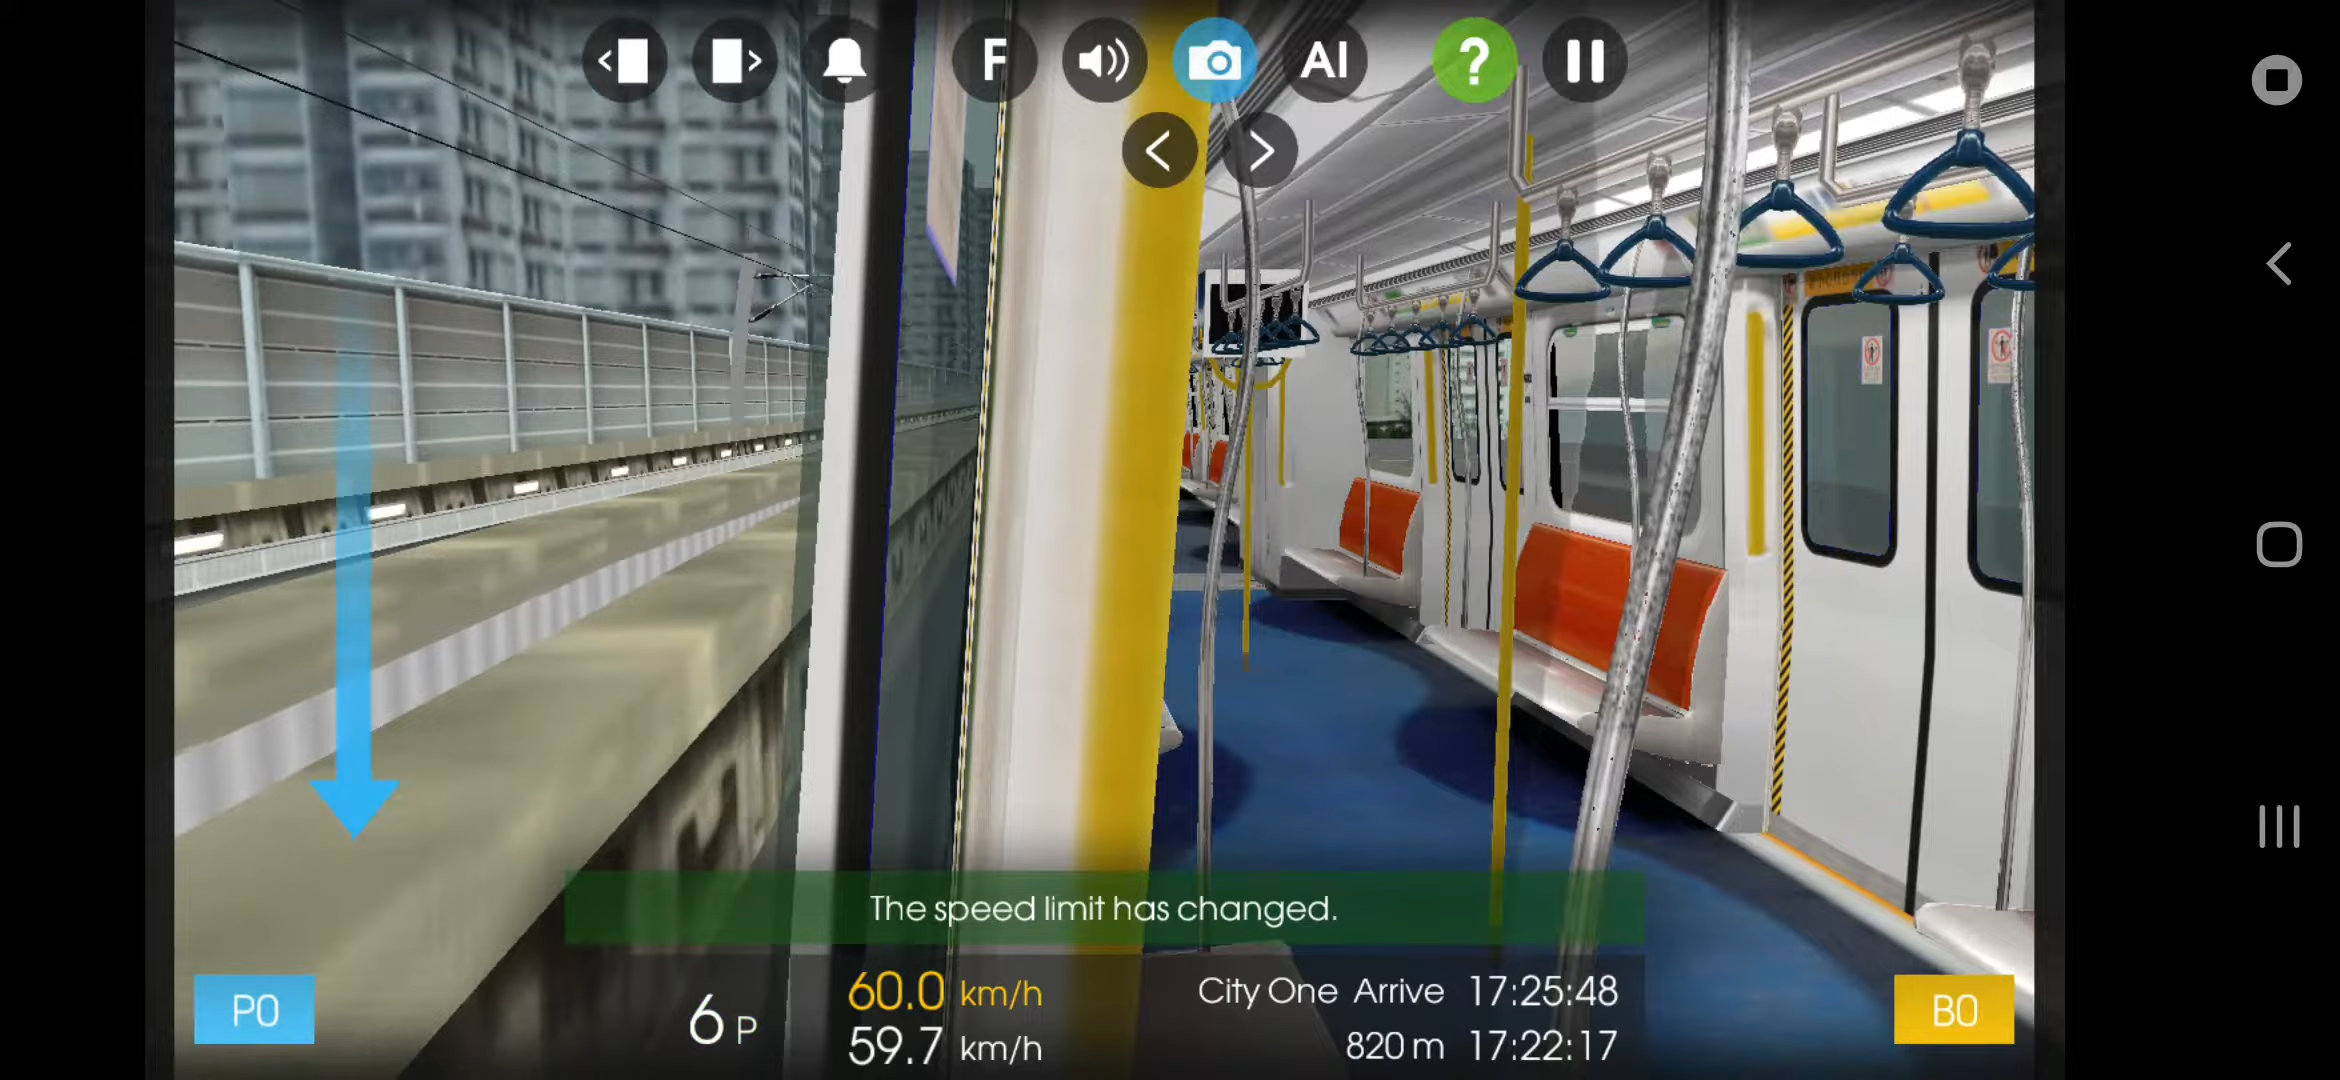 F
AI
?
The speed limit has changed.
P0
6 P
60.0 km/h
59.7 km/h
City One Arrive 17:25:48
820 m 17:22:17
B0